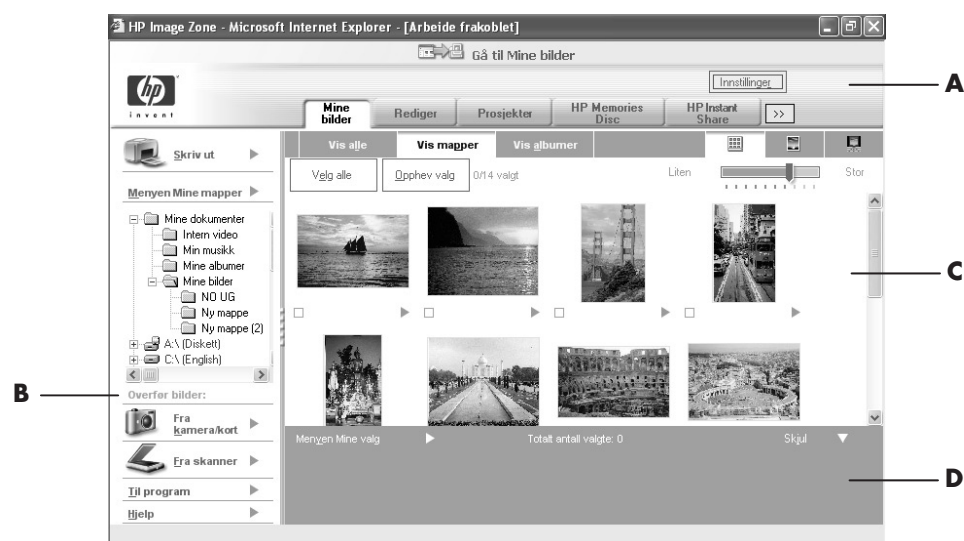 HP Image Zone - Microsoft Internet Explorer - [Arbeide frakoblet]
Gå til Mine bilder
hp
invent
Innstillinger
A
Mine bilder
Rediger
Prosjekter
HP Memories Disc
HP Instant Share
>>
Skriv ut
Menyen Mine mapper
Mine dokumenter
Intern video
Min musikk
Mine albumer
Mine bilder
NO UG
Ny mappe
Ny mappe (2)
A:\ (Diskett)
C:\ (English)
B
Overfør bilder:
Fra kamera/kort
Fra skanner
Til program
Hjelp
Vis alle
Vis mapper
Vis albumer
Velg alle
Opphev valg
0/14 valgt
Liten
Stor
C
Menyen Mine valg
Totalt antall valgte: 0
Skjul
D